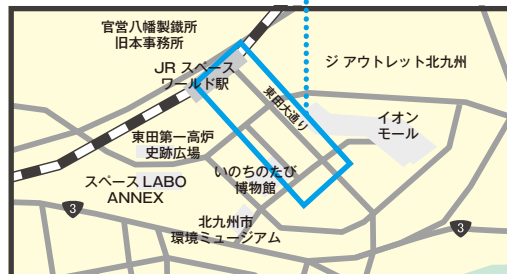 官営八幡製鐵所
旧本事務所
JR スペース
ワールド駅
ジ アウトレット北九州
東田大通り
イオン
モール
東田第一高炉
史跡広場
いのちのたび
博物館
スペース LABO
ANNEX
3
北九州市
環境ミュージアム
3